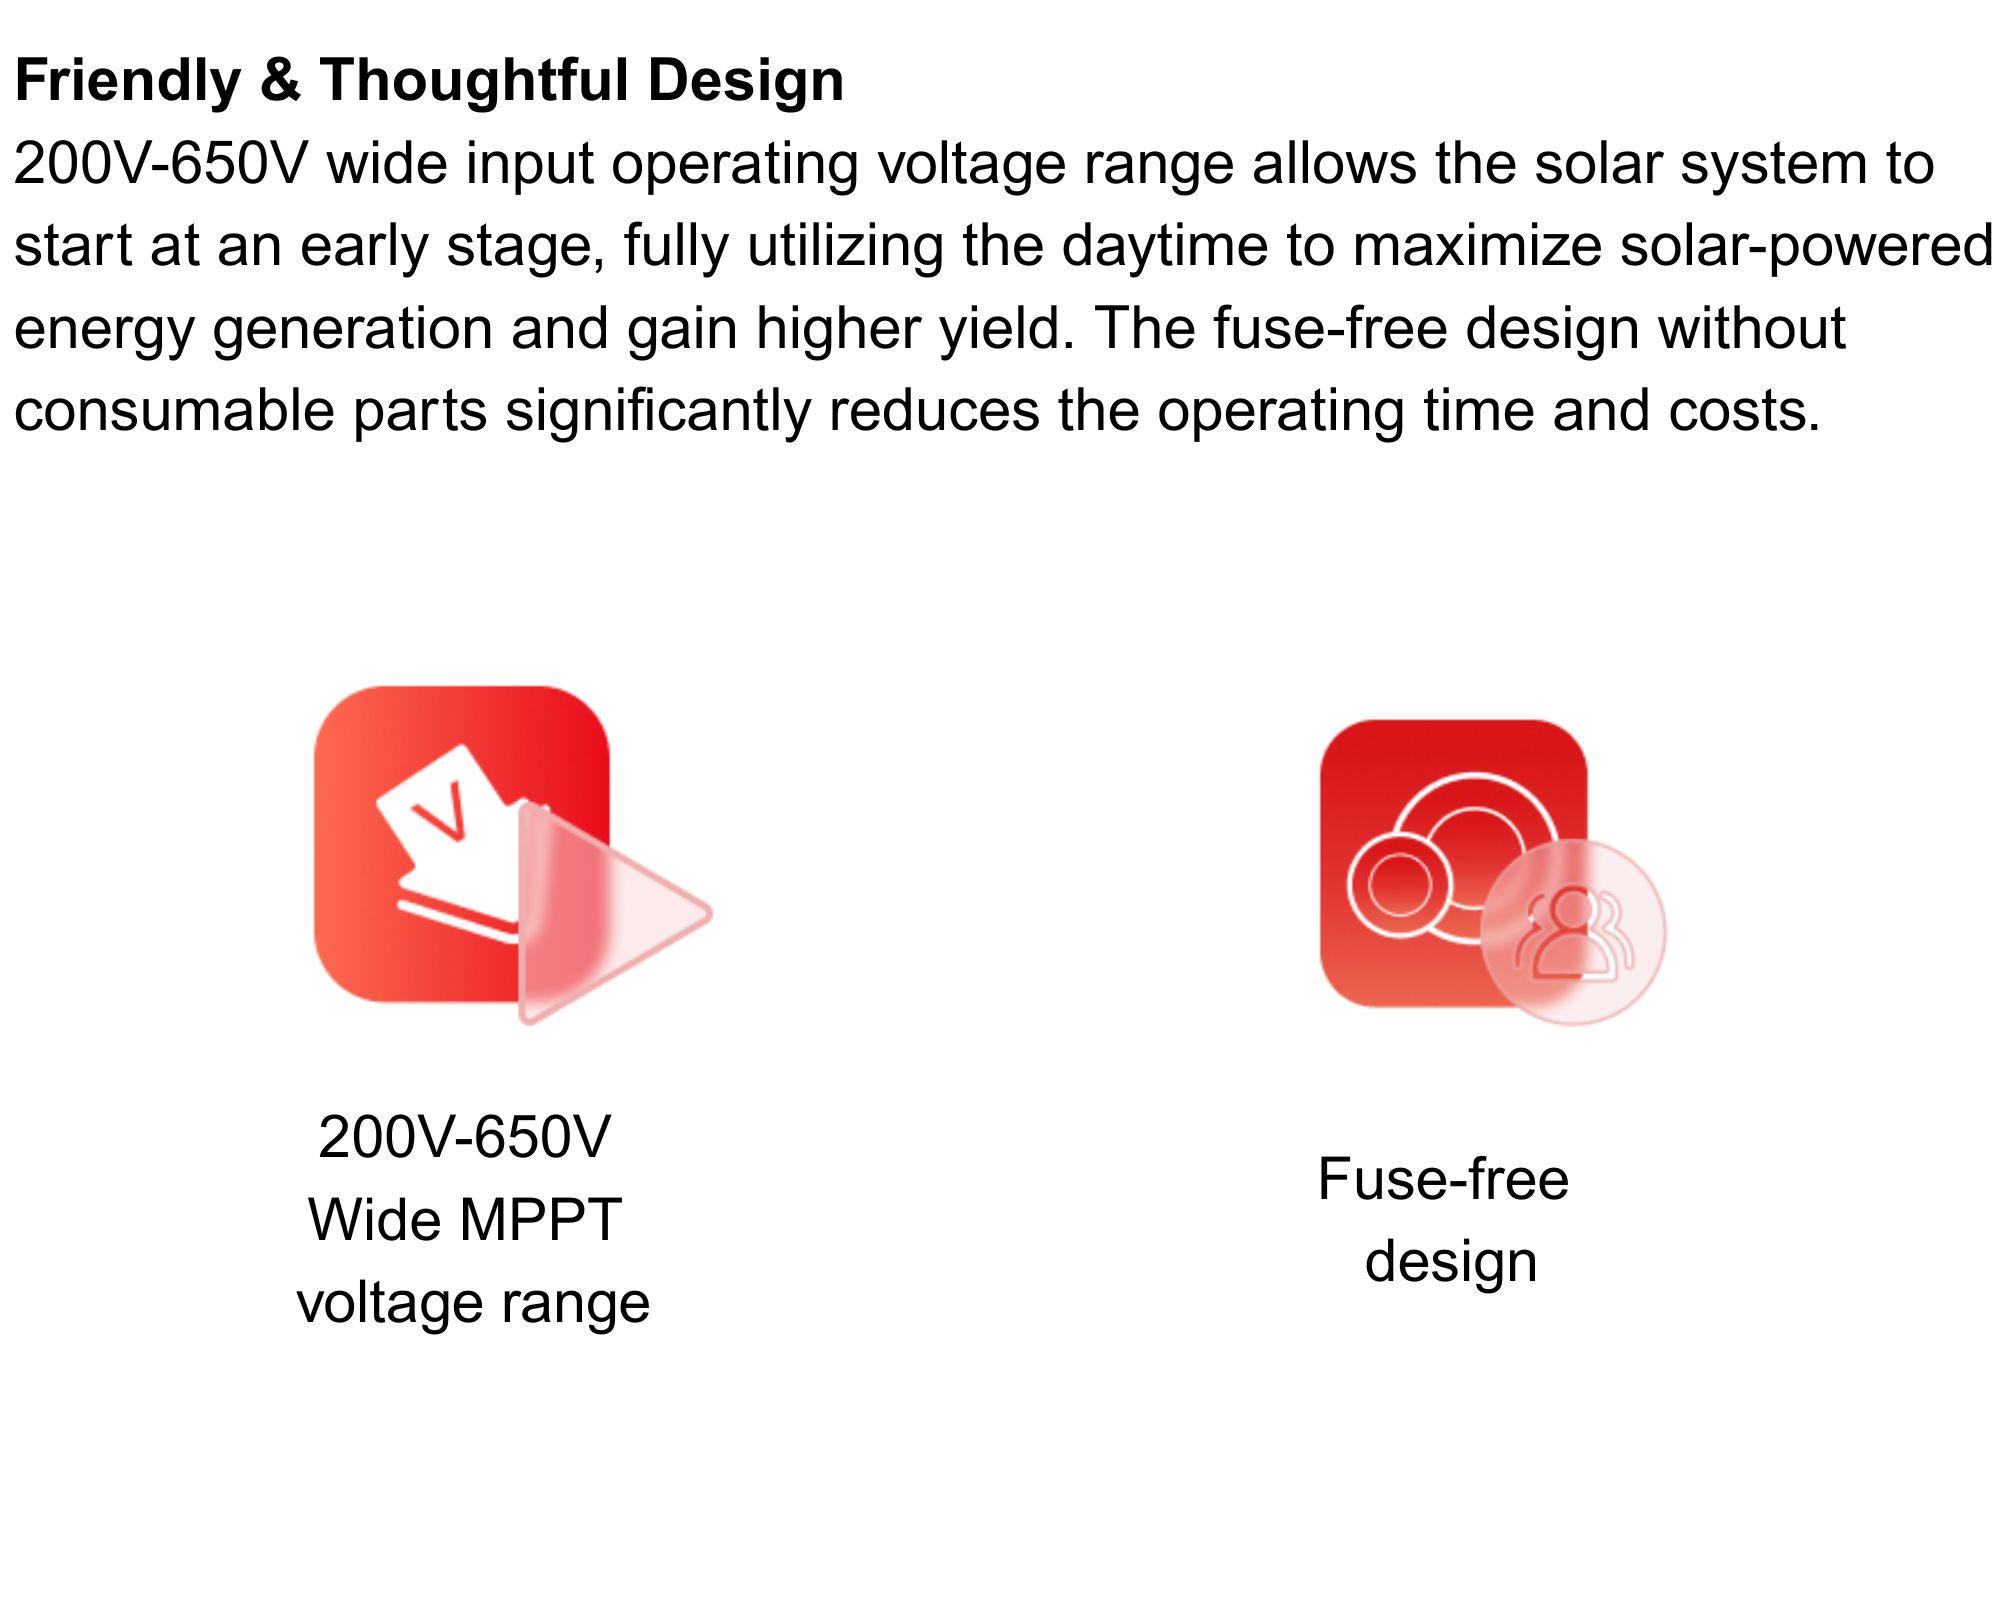 Friendly & Thoughtful Design
200V-650V wide input operating voltage range allows the solar system to
start at an early stage, fully utilizing the daytime to maximize solar-powered
energy generation and gain higher yield. The fuse-free design without
consumable parts significantly reduces the operating time and costs.
V
200V-650V
Wide MPPT
voltage range
Fuse-free
design